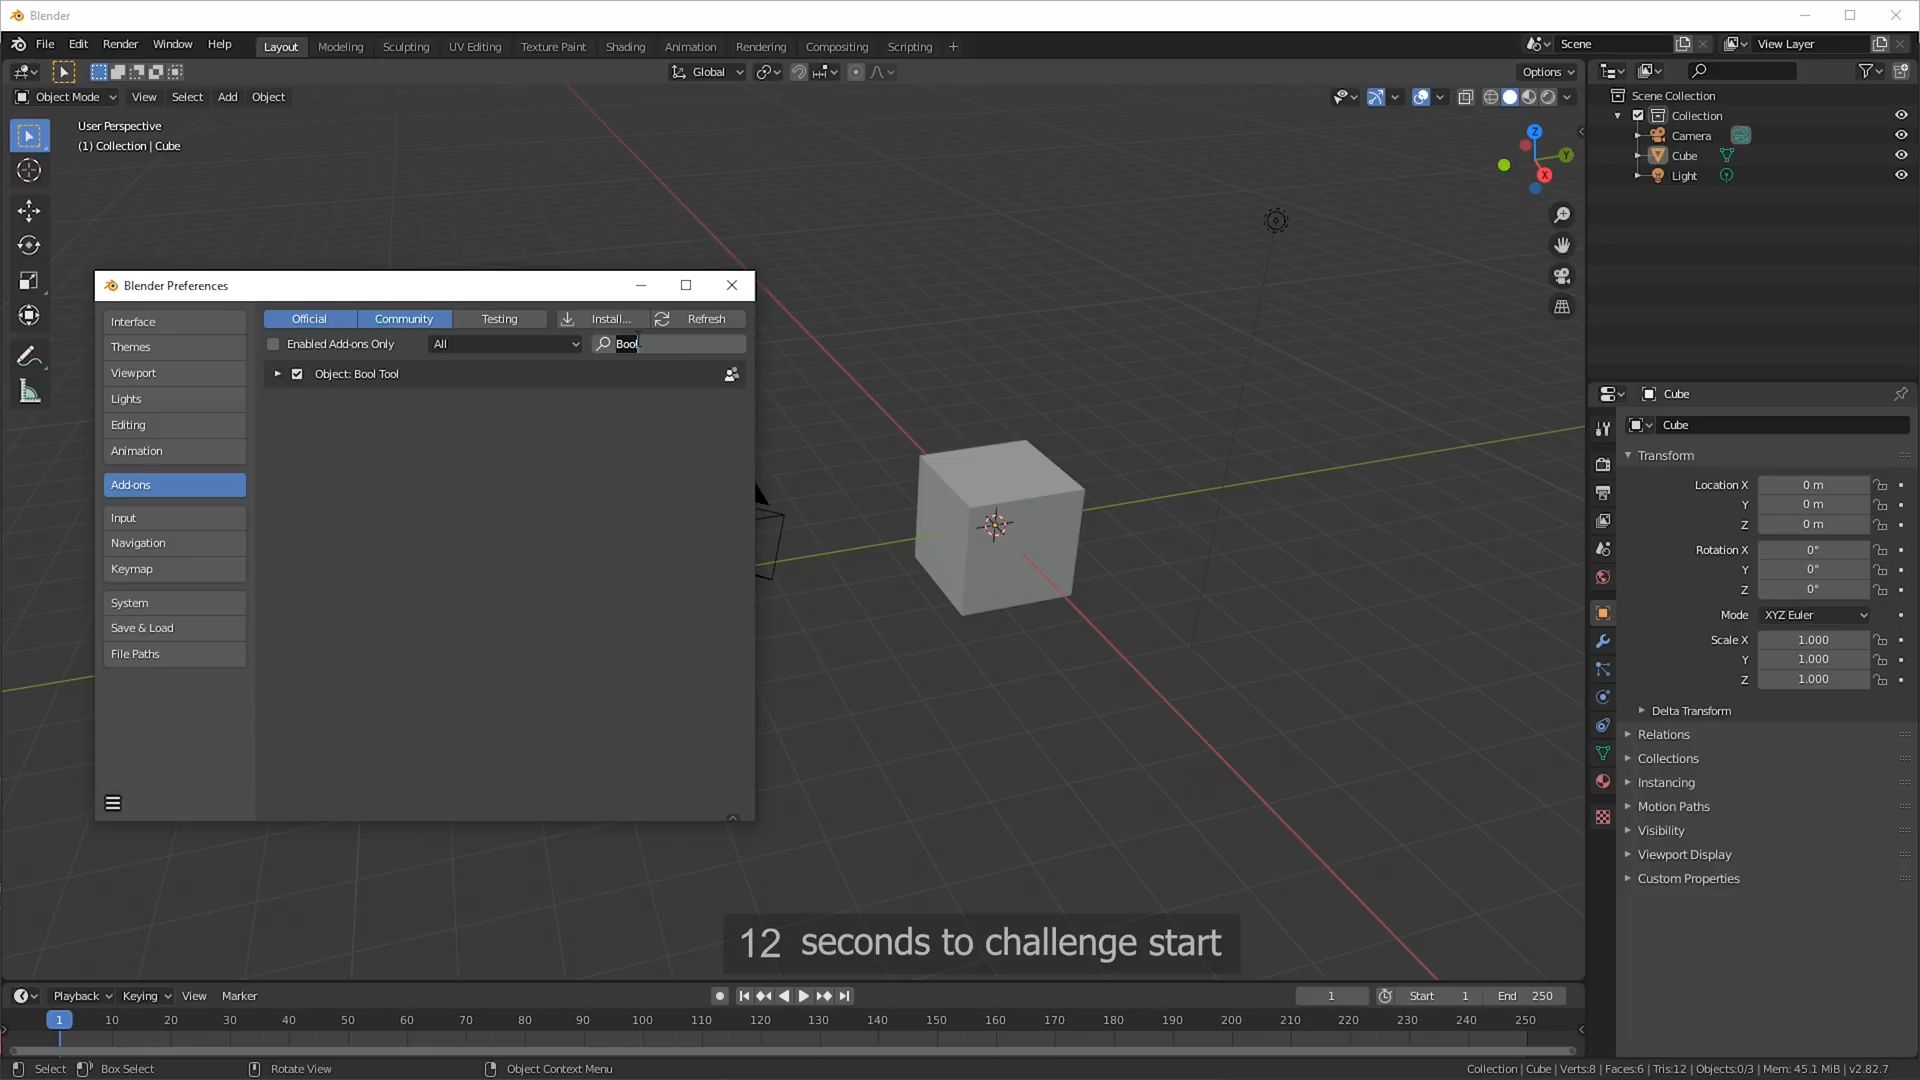 Blender
File Edit Render Window Help Layout Modeling Sculpting UV Editing Texture Paint Shading Animation Rendering Compositing Scripting + Scene View Layer
Global Options
Object Mode View Select Add Object
User Perspective
(1) Collection | Cube
Z
Y
X
Scene Collection
Collection
Camera
Cube
Light
Blender Preferences
Interface
Themes
Viewport
Lights
Editing
Animation
Add-ons
Input
Navigation
Keymap
System
Save & Load
File Paths
Official Community Testing Install... Refresh
Enabled Add-ons Only All Bool
Object: Bool Tool
Cube
Cube
Transform
Location X 0 m
Y 0 m
Z 0 m
Rotation X 0°
Y 0°
Z 0°
Mode XYZ Euler
Scale X 1.000
Y 1.000
Z 1.000
Delta Transform
Relations
Collections
Instancing
Motion Paths
Visibility
Viewport Display
Custom Properties
12 seconds to challenge start
Playback Keying View Marker 1 Start 1 End 250
1 10 20 30 40 50 60 70 80 90 100 110 120 130 140 150 160 170 180 190 200 210 220 230 240 250
Select Box Select Rotate View Object Context Menu Collection | Cube | Verts:8 | Faces:6 | Tris:12 | Objects:0/3 | Mem: 45.1 MiB | v2.82.7